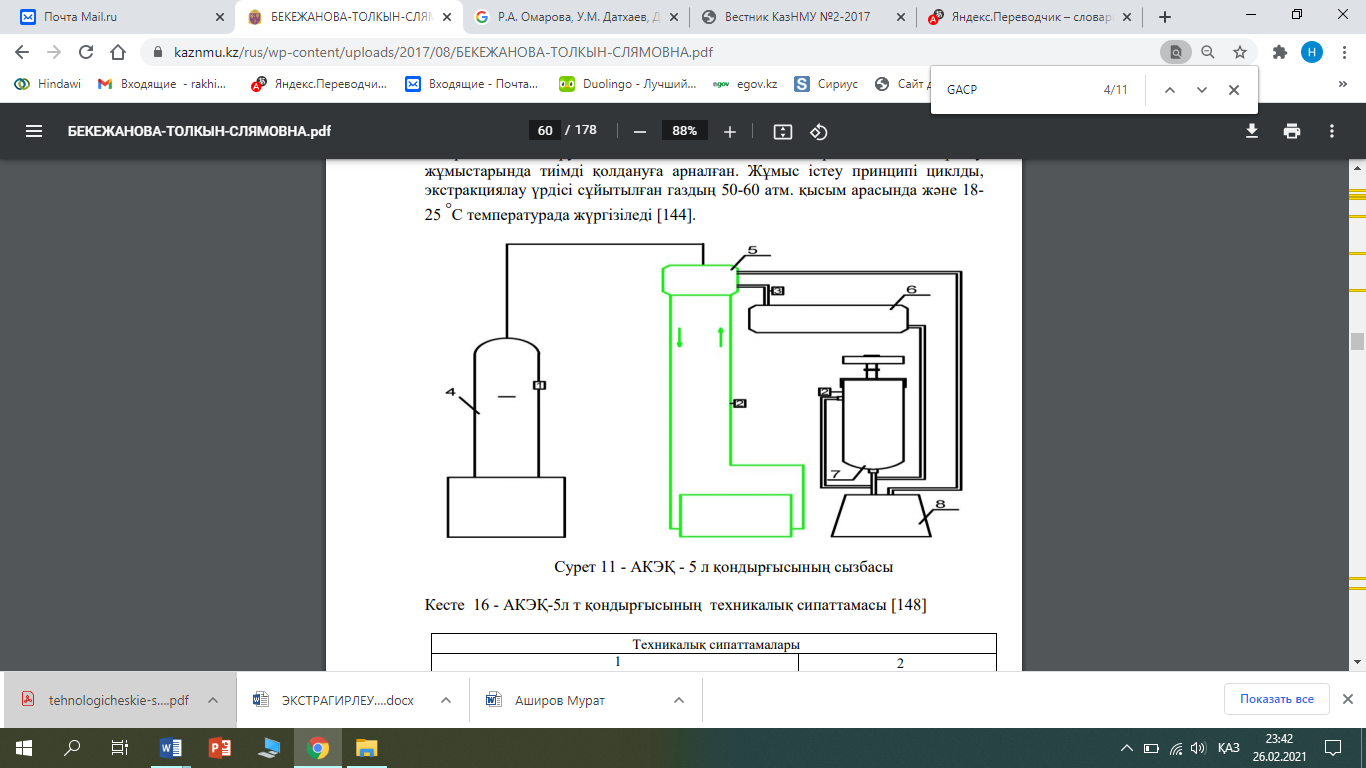 Почта Mail.ru
БЕКЕЖАНОВА-ТОЛКЫН-СЛЯМ
Р.А. Омарова, У.М. Датхаев, Д
Вестник КазНМУ №2-2017
Яндекс.Переводчик – словарь
kaznmu.kz/rus/wp-content/uploads/2017/08/БЕКЕЖАНОВА-ТОЛКЫН-СЛЯМОВНА.pdf
Hindawi
Входящие - rakhi...
Яндекс.Переводчи...
Входящие - Почта...
Duolingo - Лучший...
egov.kz
Сириус
Сайт д
GACP 4/11
БЕКЕЖАНОВА-ТОЛКЫН-СЛЯМОВНА.pdf
60 / 178
88%
жұмыстарында тиімді қолдануға арналған. Жұмыс істеу принципі циклды,
экстракциялау үрдісі сұйытылған газдың 50-60 атм. қысым арасында және 18-
25 °С температурада жүргізіледі [144].
5
3
6
4
1
2
2
7
8
Сурет 11 - АКЭҚ - 5 л қондырғысының сызбасы
Кесте 16 - АКЭҚ-5л т қондырғысының техникалық сипаттамасы [148]
Техникалық сипаттамалары
1 2
tehnologicheskie-s....pdf
ЭКСТРАГИРЛЕУ....docx
Аширов Мурат
Показать все
ҚАЗ
23:42
26.02.2021